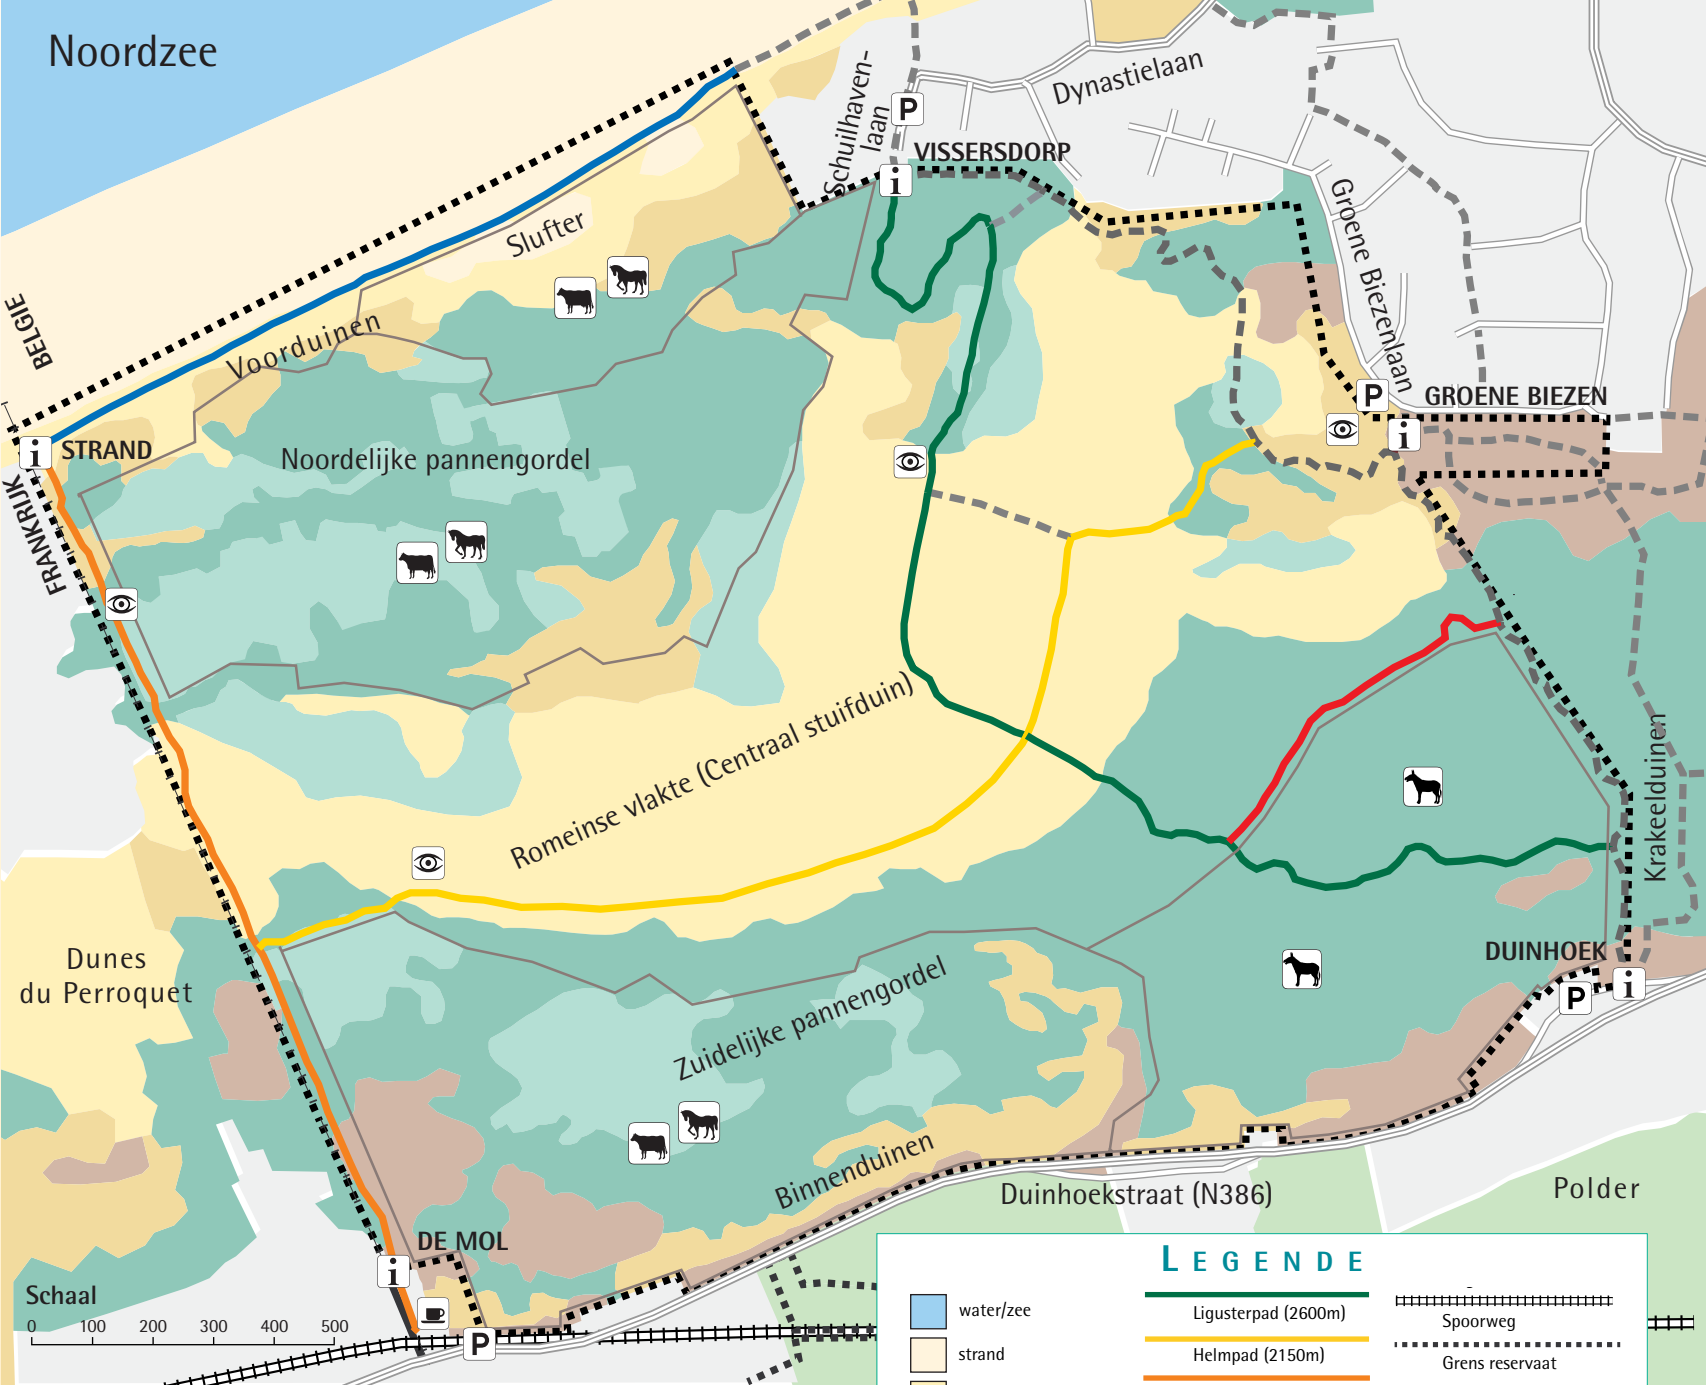 Noordzee
Dynastielaan
Schuilhaven-
laan
P
VISSERSDORP
i
Slufter
Groene Biezenlaan
BELGIE
Voorduinen
P
GROENE BIEZEN
i
i
STRAND
Noordelijke pannengordel
FRANKRIJK
Romeinse vlakte (Centraal stuifduin)
Krakeelduinen
Dunes
du Perroquet
DUINHOEK
P
i
Zuidelijke pannengordel
Binnenduinen
Duinhoekstraat (N386)
Polder
DE MOL
i
P
Schaal
0 100 200 300 400 500
LEGENDE
water/zee
strand
Ligusterpad (2600m)
Helmpad (2150m)
Spoorweg
Grens reservaat